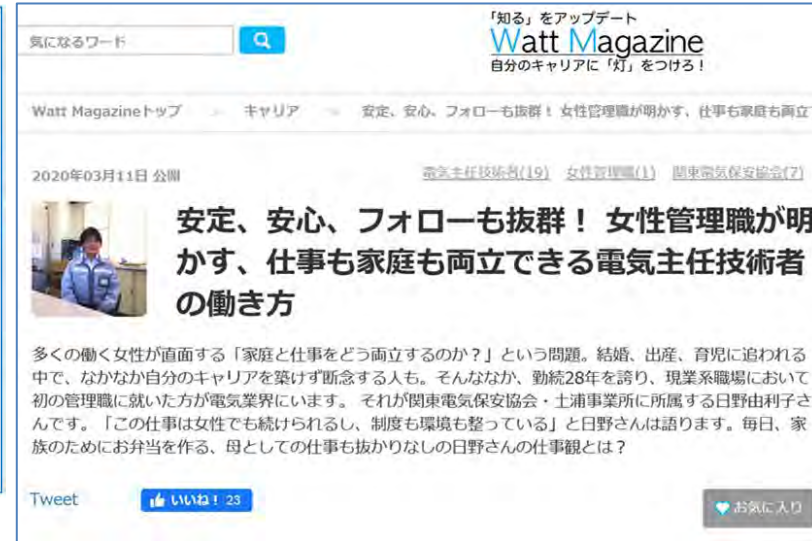 気になるワード
「知る」をアップデート
Watt Magazine
自分のキャリアに「灯」をつけろ！
Watt Magazineトップ
キャリア
安定、安心、フォローも抜群！ 女性管理職が明かす、仕事も家庭も両立
2020年03月11日 公開
電気主任技術者(19) 女性管理職(1) 関東電気保安協会(7)
安定、安心、フォローも抜群！ 女性管理職が明
かす、仕事も家庭も両立できる電気主任技術者
の働き方
多くの働く女性が直面する「家庭と仕事をどう両立するのか？」という問題。結婚、出産、育児に追われる
中で、なかなか自分のキャリアを築けず断念する人も。そんななか、勤続28年を誇り、現業系職場において
初の管理職に就いた方が電気業界にいます。 それが関東電気保安協会・土浦事業所に所属する日野由利子さ
んです。「この仕事は女性でも続けられるし、制度も環境も整っている」と日野さんは語ります。毎日、家
族のためにお弁当を作る、母としての仕事も抜かりなしの日野さんの仕事観とは？
Tweet
いいね！ 23
お気に入り